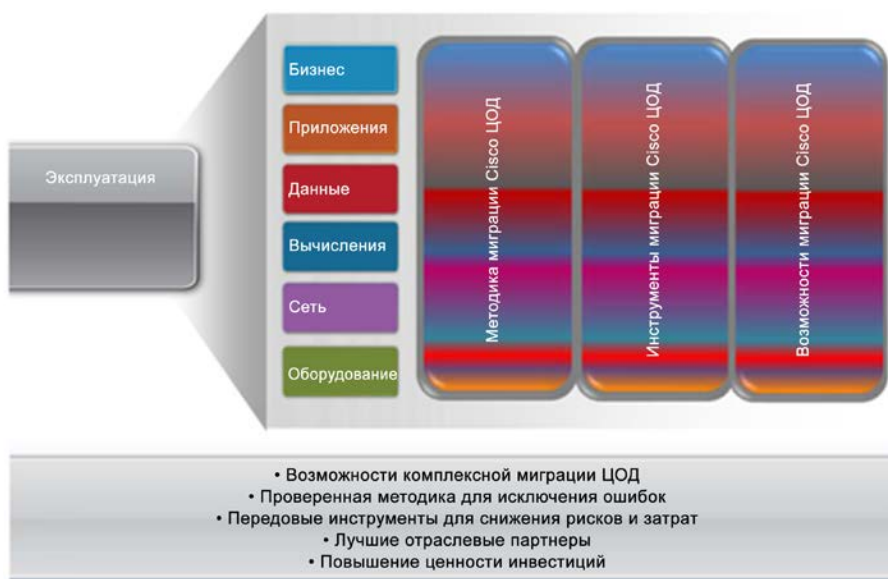 Эксплуатация
Бизнес
Приложения
Данные
Вычисления
Сеть
Оборудование
Методика миграции Cisco ЦОД
Инструменты миграции Cisco ЦОД
Возможности миграции Cisco ЦОД
• Возможности комплексной миграции ЦОД
• Проверенная методика для исключения ошибок
• Передовые инструменты для снижения рисков и затрат
• Лучшие отраслевые партнеры
• Повышение ценности инвестиций